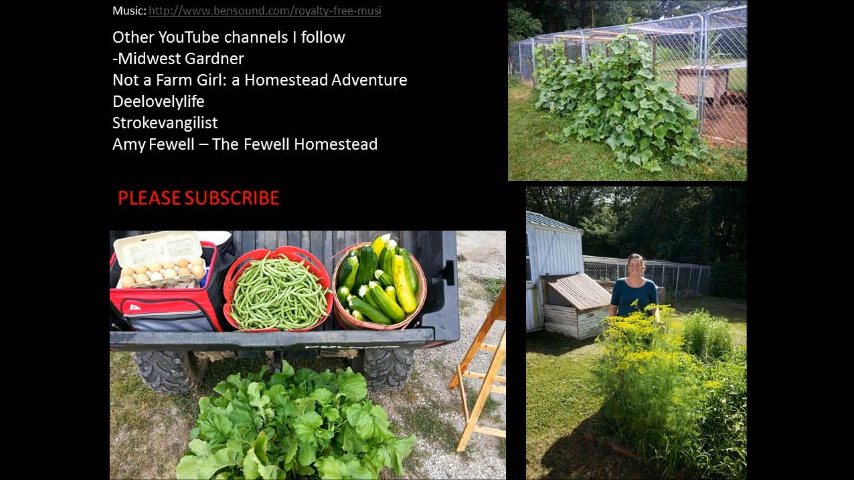 Music: http://www.bensound.com/royalty-free-musi
Other YouTube channels I follow
-Midwest Gardner
Not a Farm Girl: a Homestead Adventure
Deelovelylife
Strokevangilist
Amy Fewell – The Fewell Homestead
PLEASE SUBSCRIBE